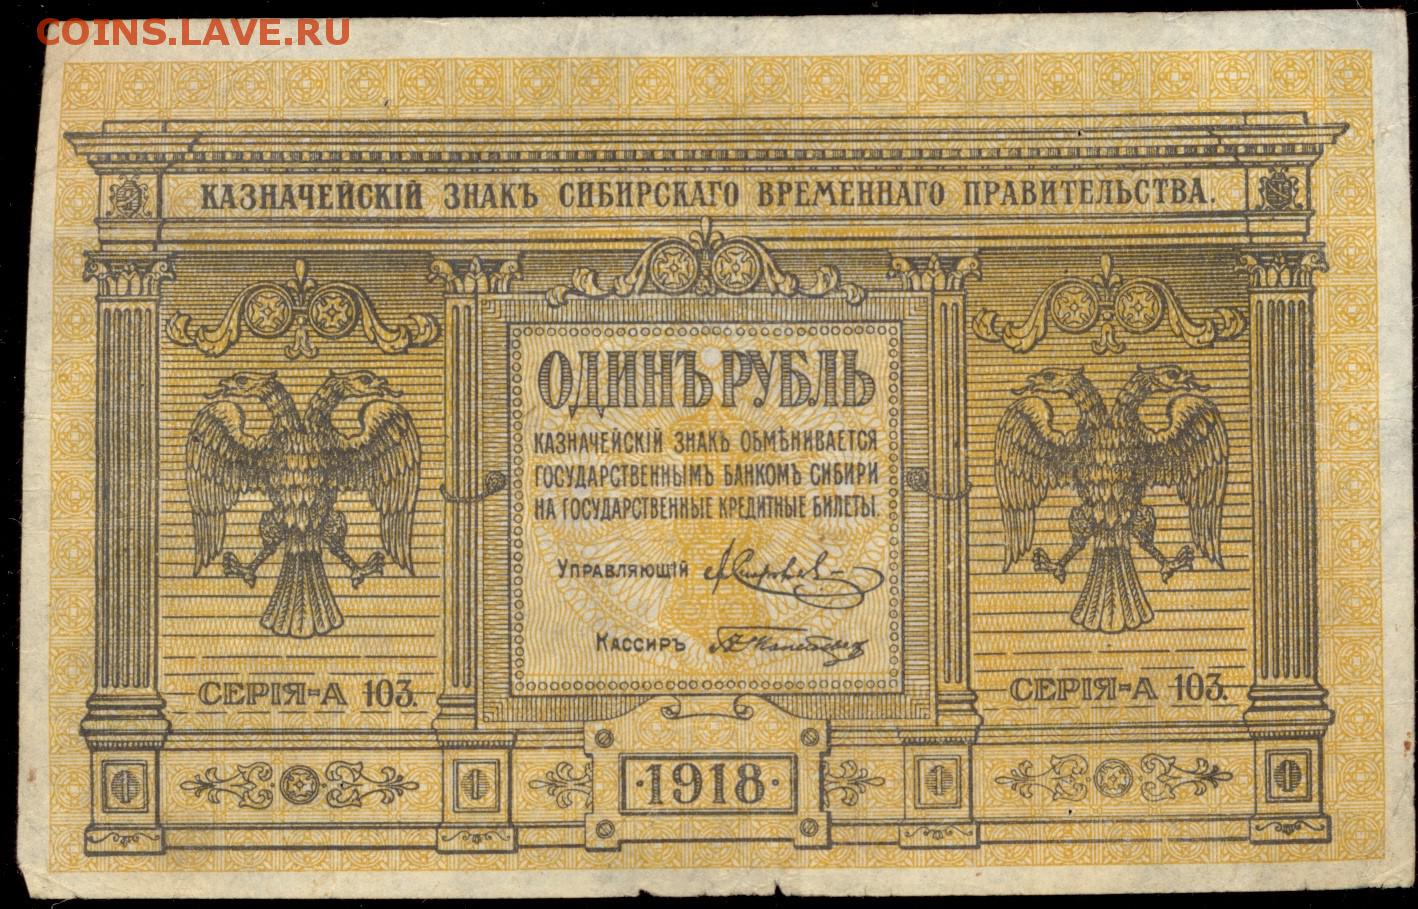 COINS.LAVE.RU
КАЗНАЧЕЙСКІЙ ЗНАКЪ СИБИРСКАГО ВРЕМЕННАГО ПРАВИТЕЛЬСТВА.
ОДИНЪ РУБЛЬ
КАЗНАЧЕЙСКІЙ ЗНАКЪ ОБМѢНИВАЕТСЯ
ГОСУДАРСТВЕННЫМЪ БАНКОМЪ СИБИРИ
НА ГОСУДАРСТВЕННЫЕ КРЕДИТНЫЕ БИЛЕТЫ.
УПРАВЛЯЮЩІЙ
КАССИРЪ
СЕРІЯ-А 103.
СЕРІЯ-А 103.
1
1
1
1
·1918·